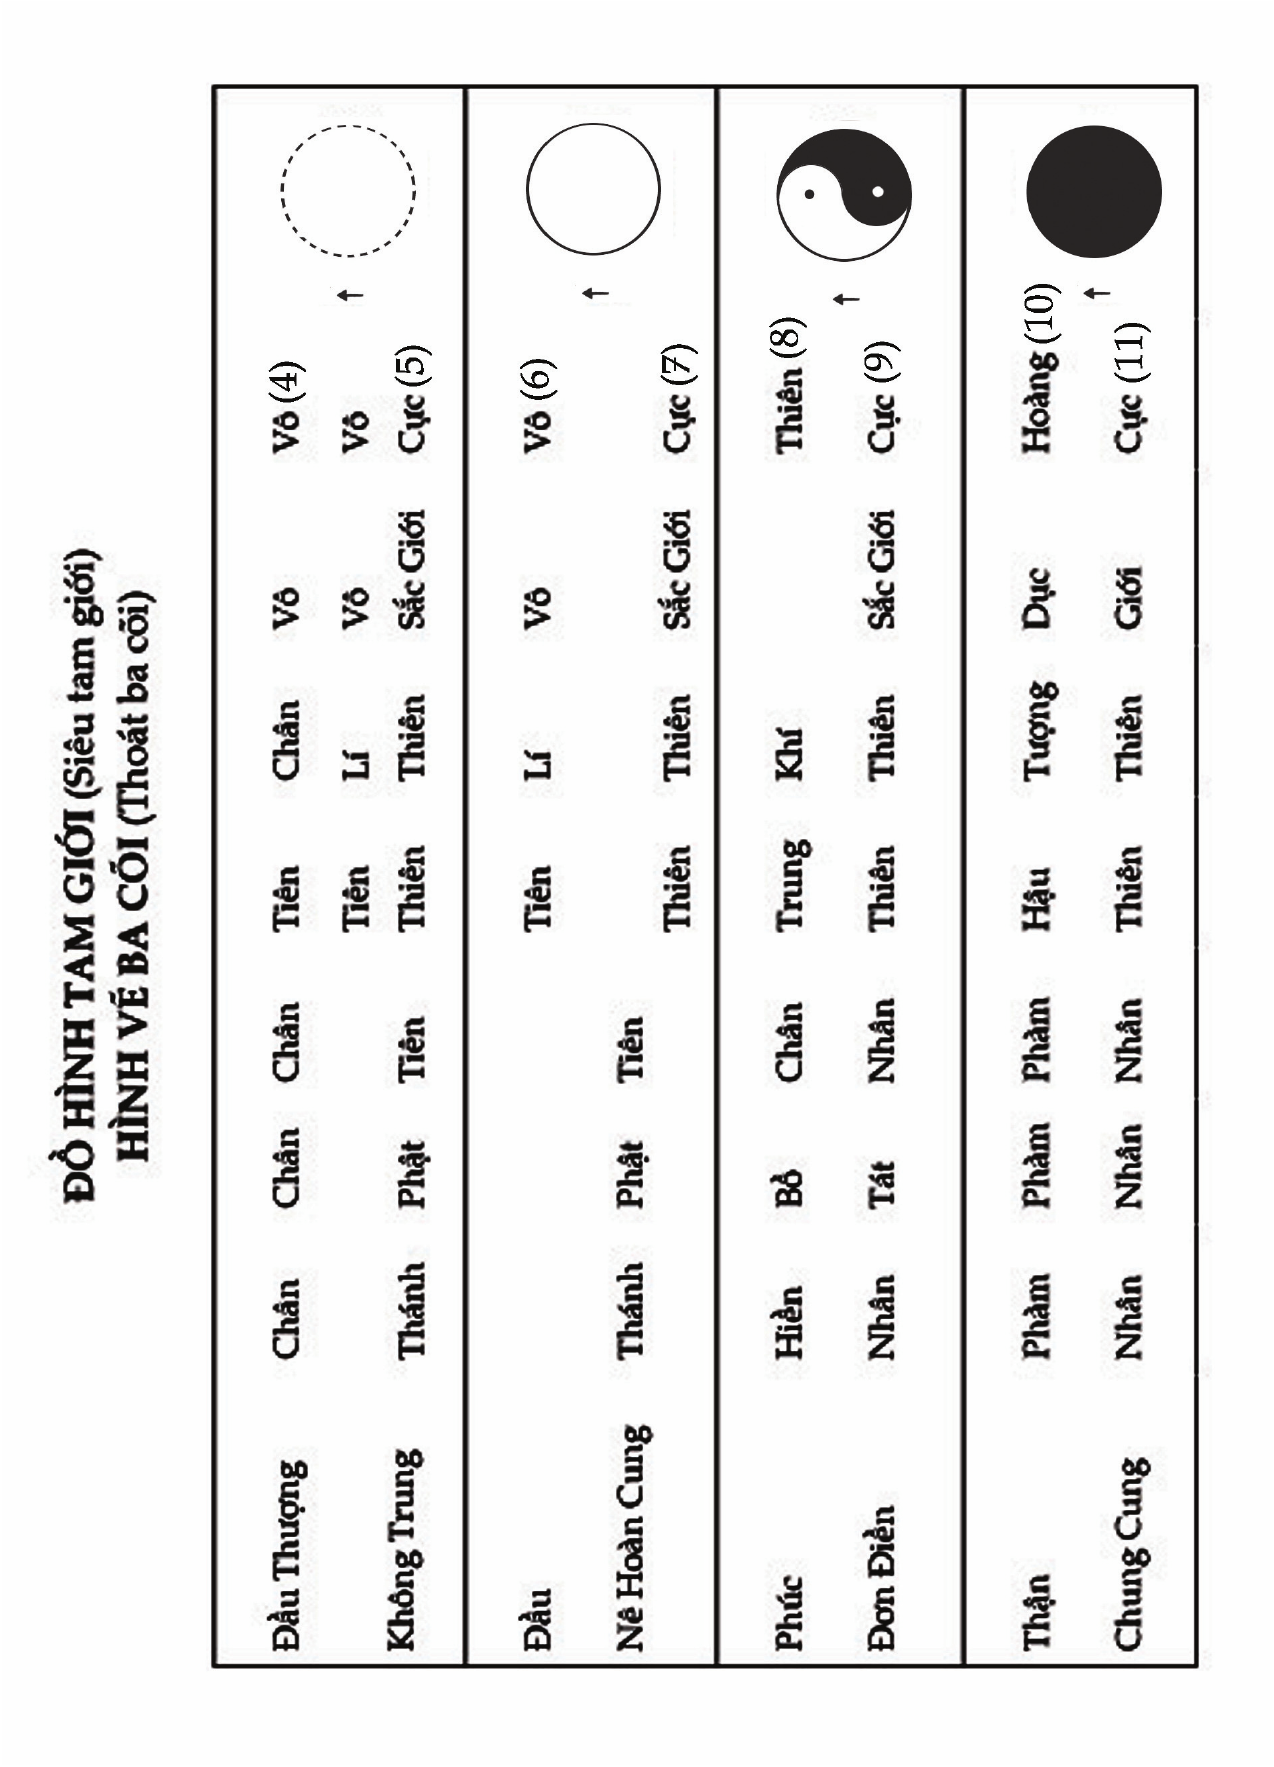 ĐỒ HÌNH TAM GIỚI (Siêu tam giới)
HÌNH VẼ BA CÕI (Thoát ba cõi)
Đầu Thượng Chân Chân Chân Tiên Chân Vô Vô (4)
Tiên Lí Vô Vô
Không Trung Thánh Phật Tiên Thiên Thiên Sắc Giới Cực (5)
Đầu Tiên Lí Vô Vô (6)
Nê Hoàn Cung Thánh Phật Tiên
Thiên Thiên Sắc Giới Cực (7)
Phúc Hiền Bồ Chân Trung Khí Thiên (8)
Đơn Điền Nhân Tát Nhân Thiên Thiên Sắc Giới Cực (9)
Thận Phàm Phàm Phàm Hậu Tượng Dục Hoàng (10)
Chung Cung Nhân Nhân Nhân Thiên Thiên Giới Cực (11)